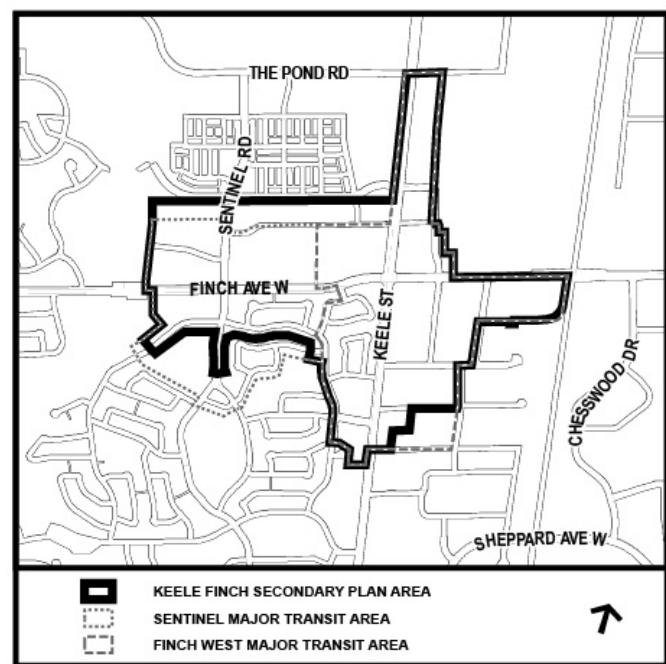 THE POND RD
SENTINEL RD
FINCH AVE W
KEELE ST
CHESSWOOD DR
SHEPPARD AVE W
KEELE FINCH SECONDARY PLAN AREA
SENTINEL MAJOR TRANSIT AREA
FINCH WEST MAJOR TRANSIT AREA